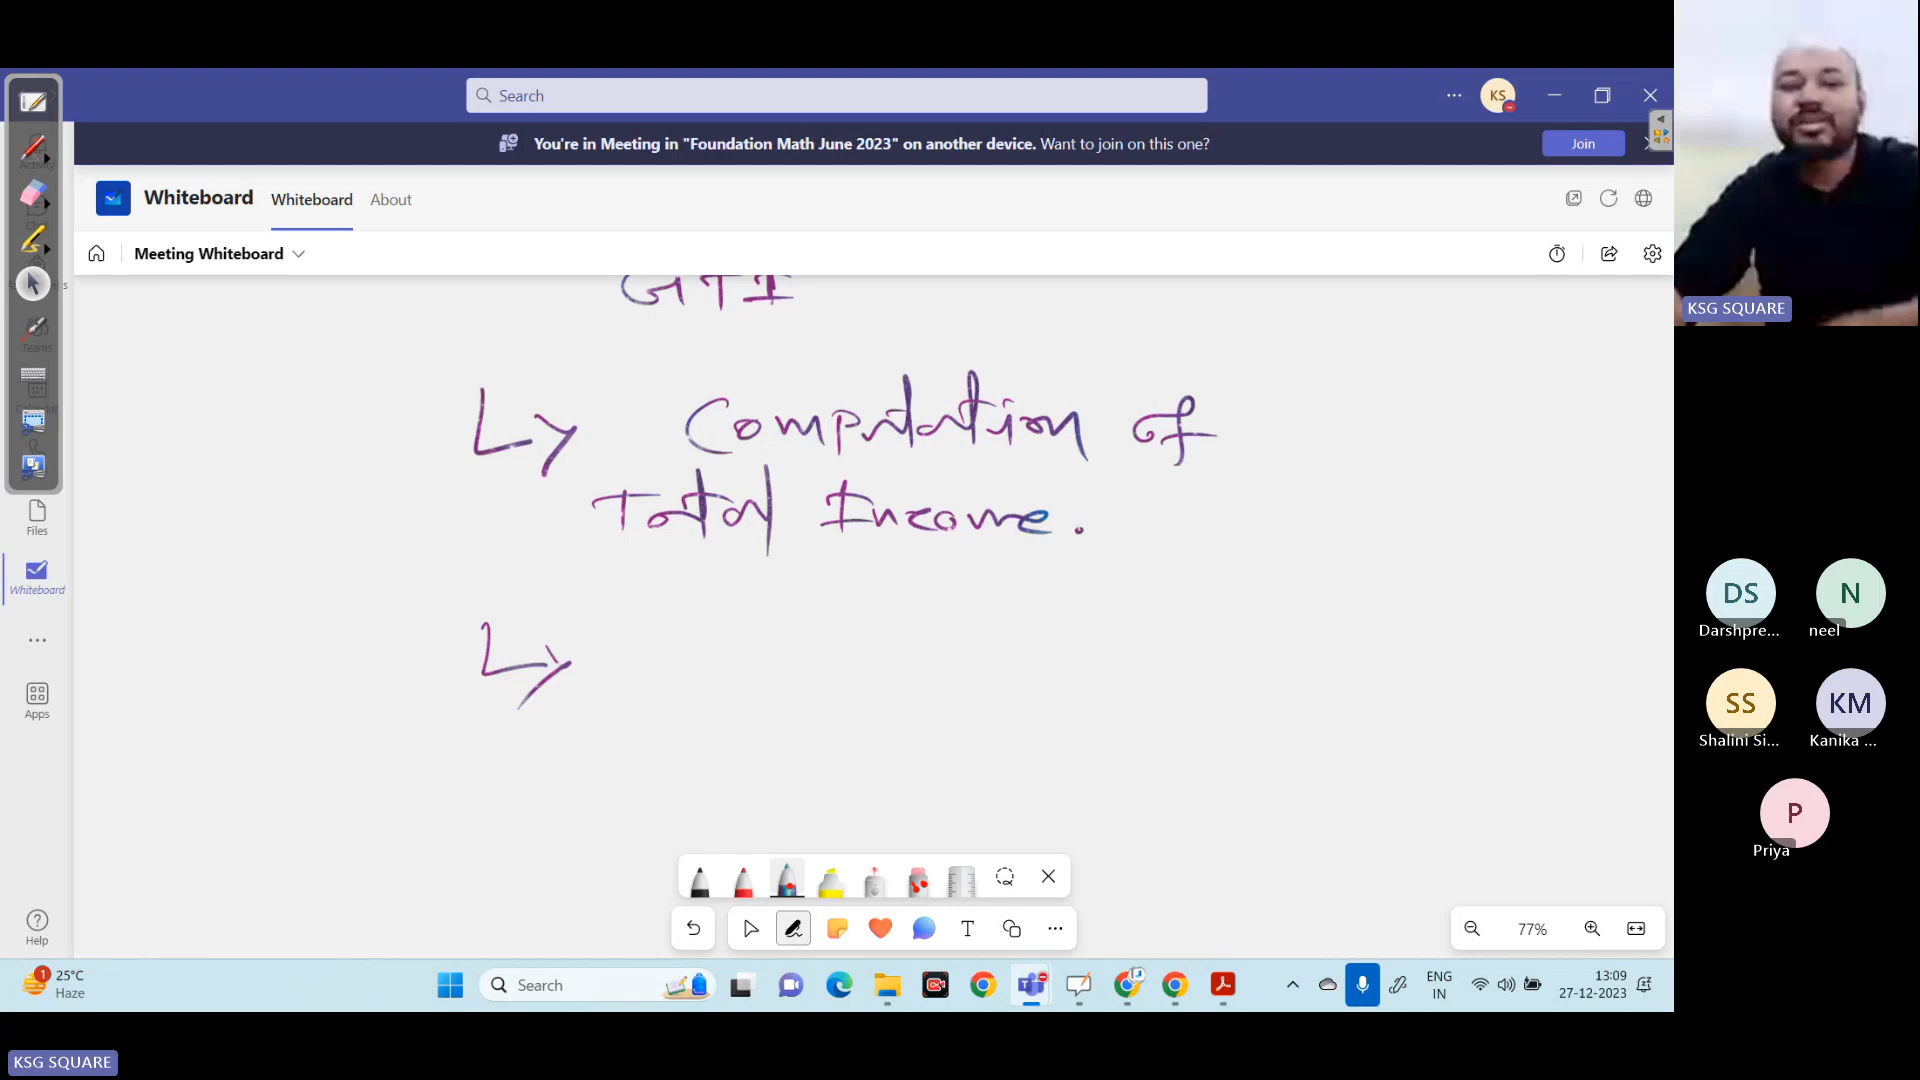 Search
KS
You're in Meeting in "Foundation Math June 2023" on another device. Want to join on this one?
Join
Whiteboard
Whiteboard
About
Meeting Whiteboard
KSG SQUARE
GTI
Computation of
Total Income.
Teams
Files
Whiteboard
Apps
Help
DS
Darshpre...
N
neel
SS
Shalini Si...
KM
Kanika ...
P
Priya
T
77%
1
25°C
Haze
Search
ENG
IN
13:09
27-12-2023
KSG SQUARE